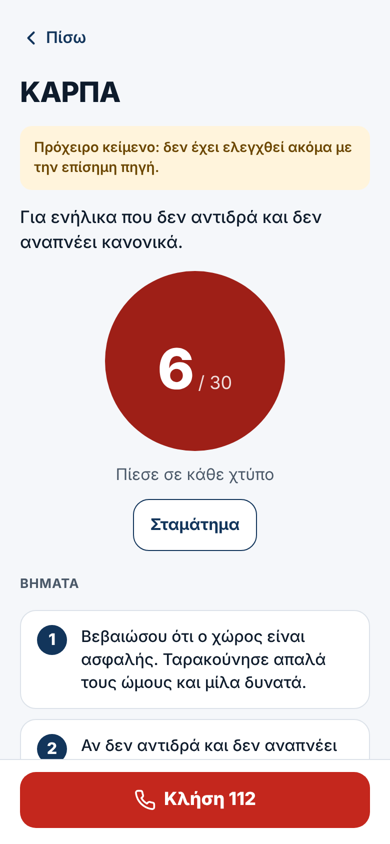 Πίσω
ΚΑΡΠΑ
Πρόχειρο κείμενο: δεν έχει ελεγχθεί ακόμα με
την επίσημη πηγή.
Για ενήλικα που δεν αντιδρά και δεν
αναπνέει κανονικά.
6 / 30
Πίεσε σε κάθε χτύπο
Σταμάτημα
ΒΗΜΑΤΑ
1 Βεβαιώσου ότι ο χώρος είναι
ασφαλής. Ταρακούνησε απαλά
τους ώμους και μίλα δυνατά.
2 Αν δεν αντιδρά και δεν αναπνέει
Κλήση 112